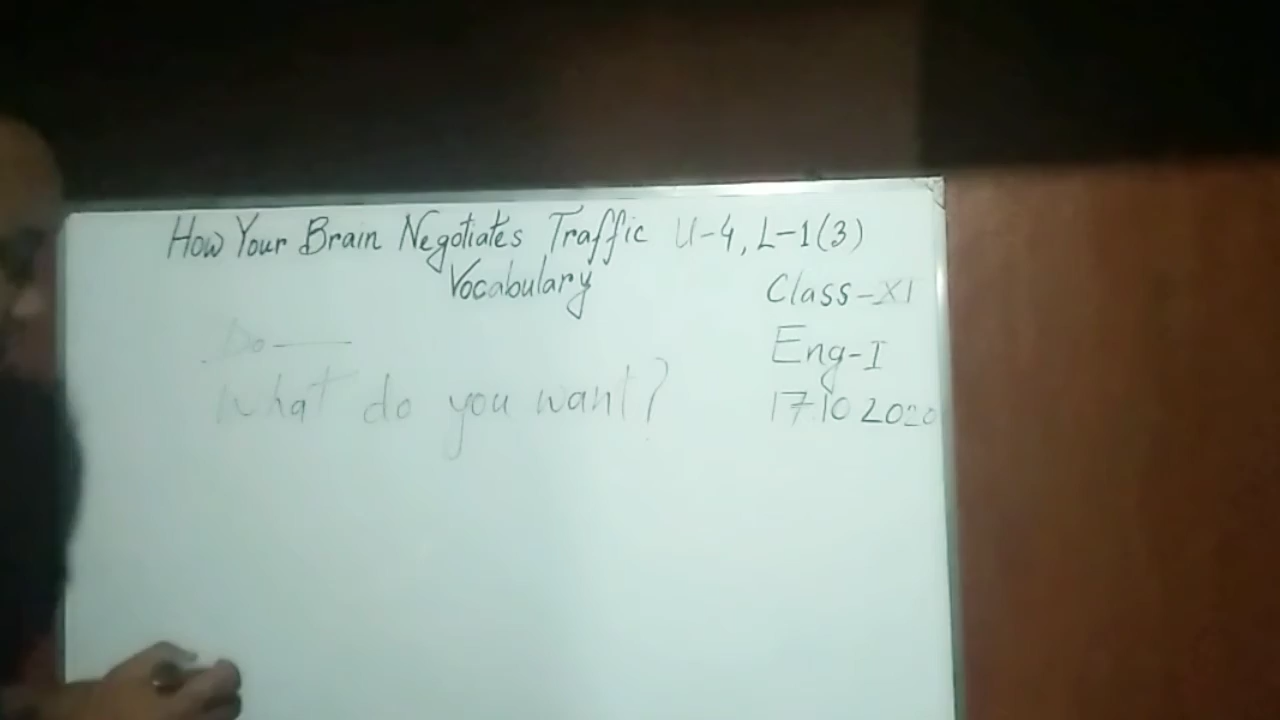 How Your Brain Negotiates Traffic U-4, L-1(3)
Vocabulary
Class-XI
Eng-I
17 10 2020
Do
What do you want?